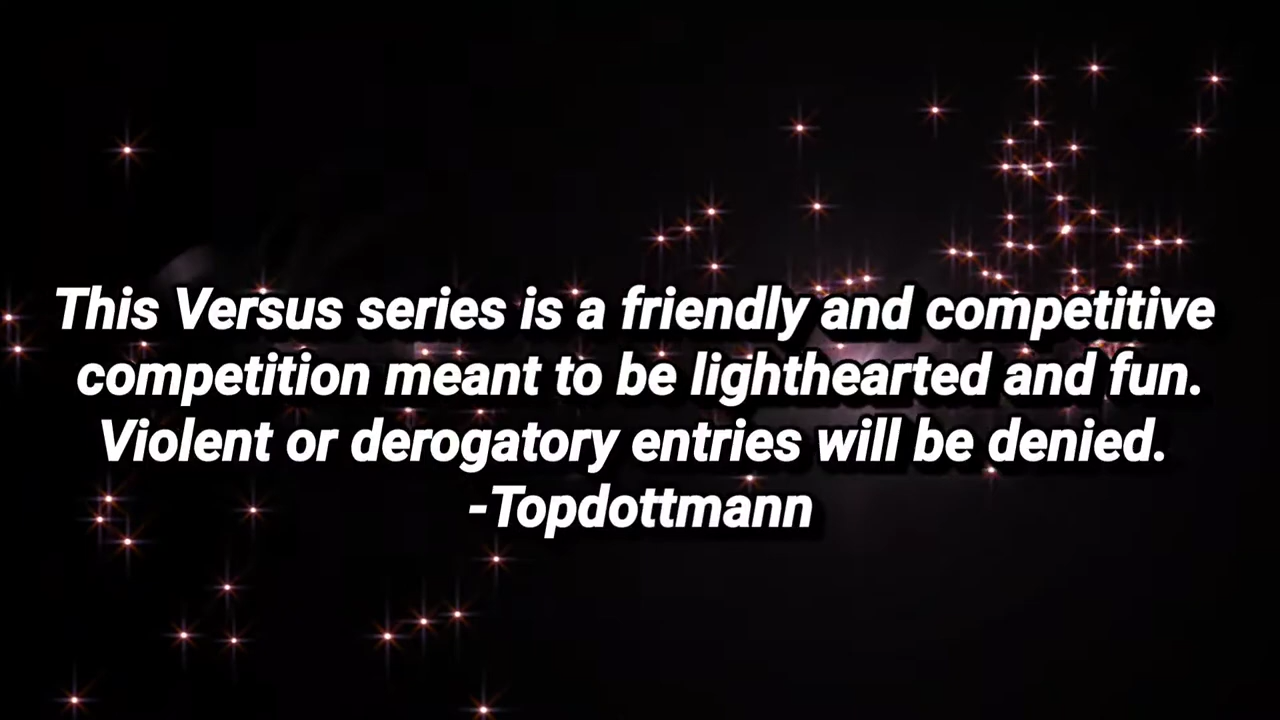 This Versus series is a friendly and competitive
competition meant to be lighthearted and fun.
Violent or derogatory entries will be denied.
-Topdottmann